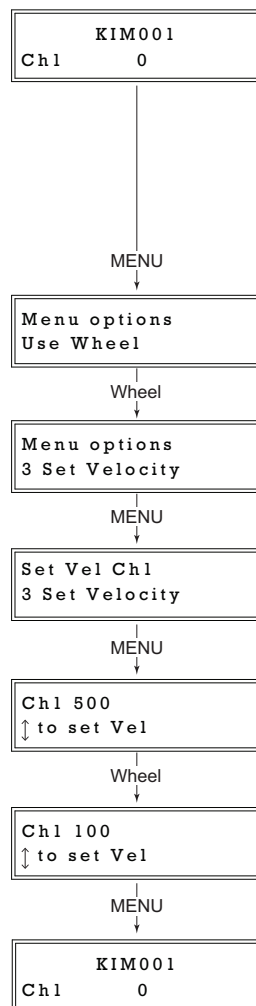 KIM001
Ch1 0
MENU
Menu options
Use Wheel
Wheel
Menu options
3 Set Velocity
MENU
Set Vel Ch1
3 Set Velocity
MENU
Ch1 500
↕ to set Vel
Wheel
Ch1 100
↕ to set Vel
MENU
KIM001
Ch1 0